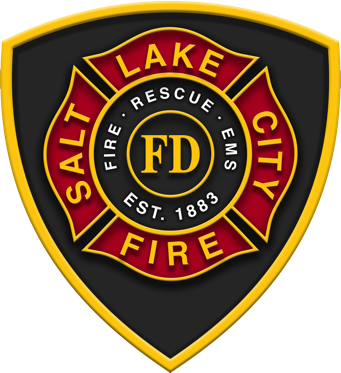 SALT
LAKE
CITY
FIRE
FIRE · RESCUE · EMS
EST. 1883
FD